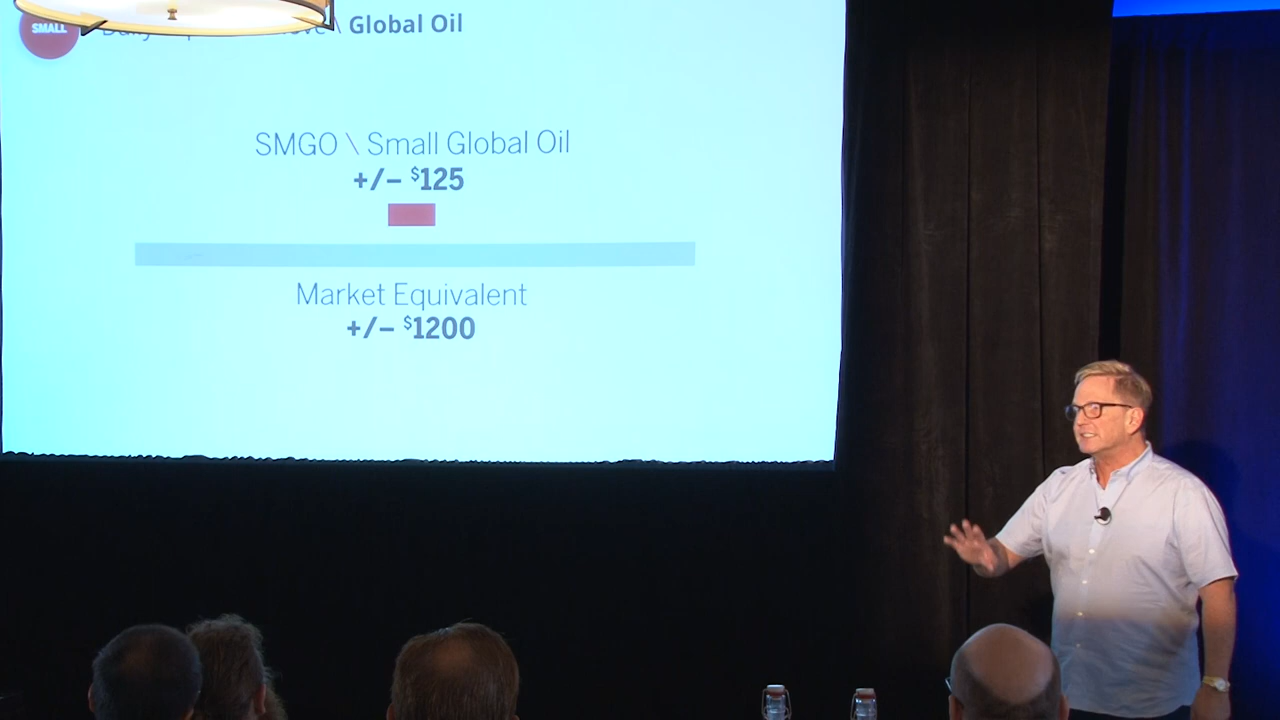 SMALL
\ Global Oil
SMGO \ Small Global Oil
+/– $125
Market Equivalent
+/– $1200